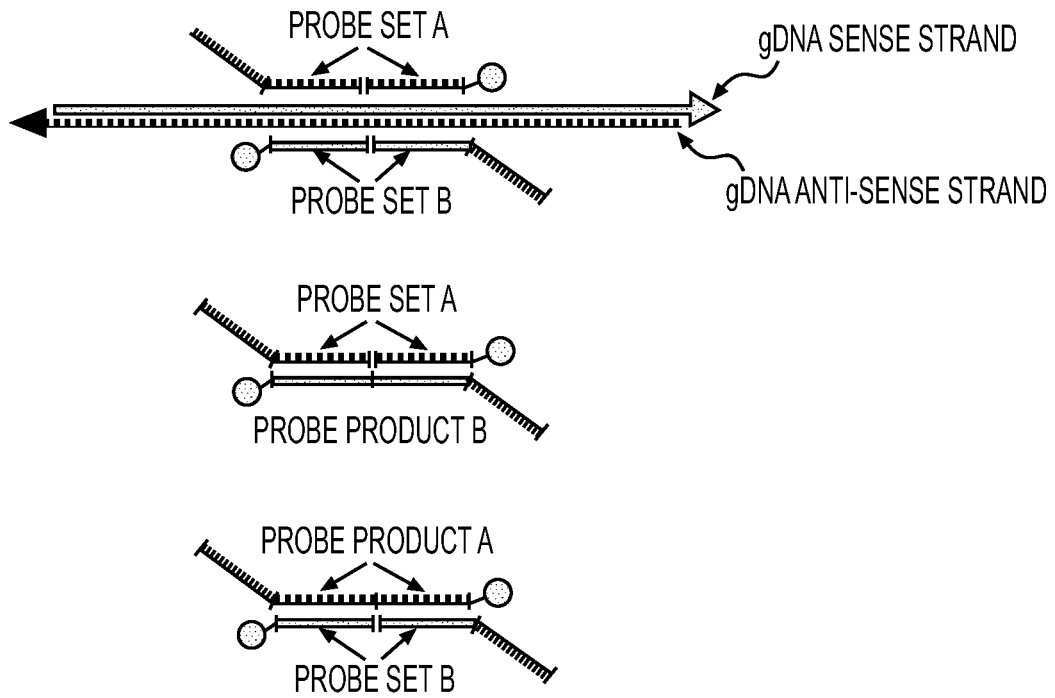 PROBE SET A
gDNA SENSE STRAND
PROBE SET B
gDNA ANTI-SENSE STRAND
PROBE SET A
PROBE PRODUCT B
PROBE PRODUCT A
PROBE SET B